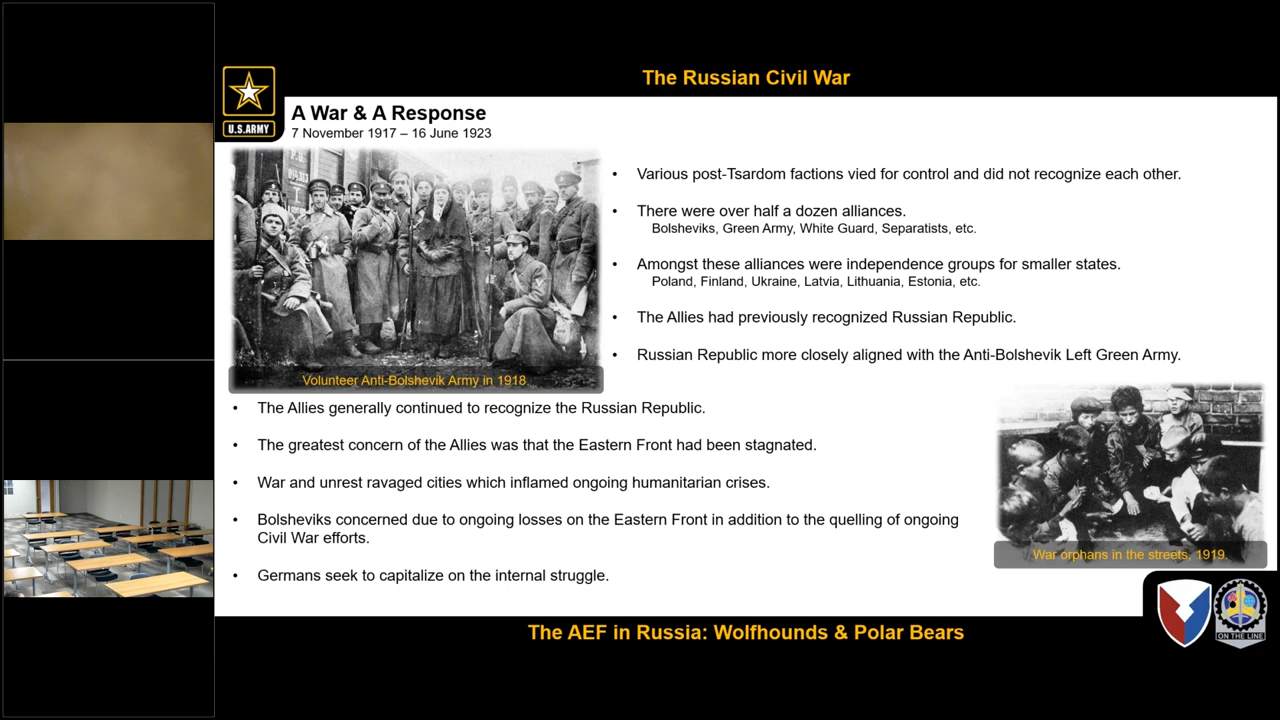 The Russian Civil War
U.S.ARMY
A War & A Response
7 November 1917 – 16 June 1923
• Various post-Tsardom factions vied for control and did not recognize each other.
• There were over half a dozen alliances.
Bolsheviks, Green Army, White Guard, Separatists, etc.
• Amongst these alliances were independence groups for smaller states.
Poland, Finland, Ukraine, Latvia, Lithuania, Estonia, etc.
• The Allies had previously recognized Russian Republic.
• Russian Republic more closely aligned with the Anti-Bolshevik Left Green Army.
Volunteer Anti-Bolshevik Army in 1918.
• The Allies generally continued to recognize the Russian Republic.
• The greatest concern of the Allies was that the Eastern Front had been stagnated.
• War and unrest ravaged cities which inflamed ongoing humanitarian crises.
• Bolsheviks concerned due to ongoing losses on the Eastern Front in addition to the quelling of ongoing
Civil War efforts.
• Germans seek to capitalize on the internal struggle.
War orphans in the streets, 1919.
ON THE LINE
The AEF in Russia: Wolfhounds & Polar Bears